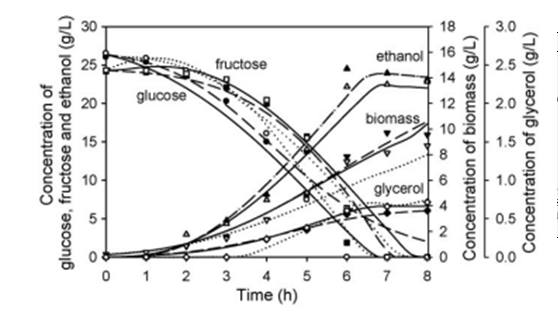 Concentration of
glucose, fructose and ethanol (g/L)
30
25
20
15
10
5
0
fructose
glucose
ethanol
biomass
glycerol
18
16
14
12
10
8
6
4
2
0
Concentration of biomass (g/L)
3.0
2.5
2.0
1.5
1.0
0.5
0.0
Concentration of glycerol (g/L)
0 1 2 3 4 5 6 7 8
Time (h)